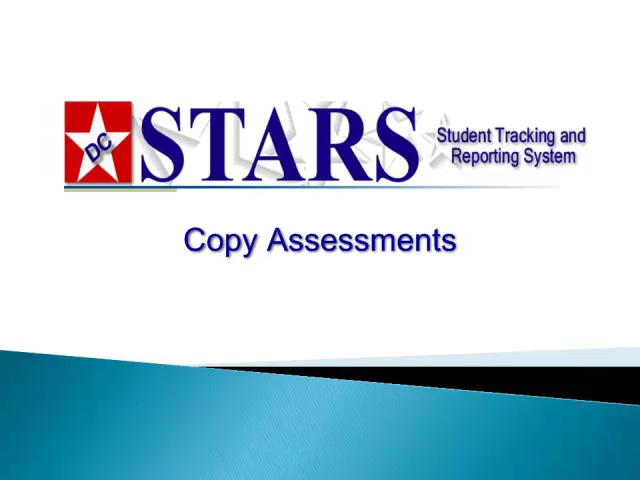 DC
STARS
Student Tracking and
Reporting System
Copy Assessments